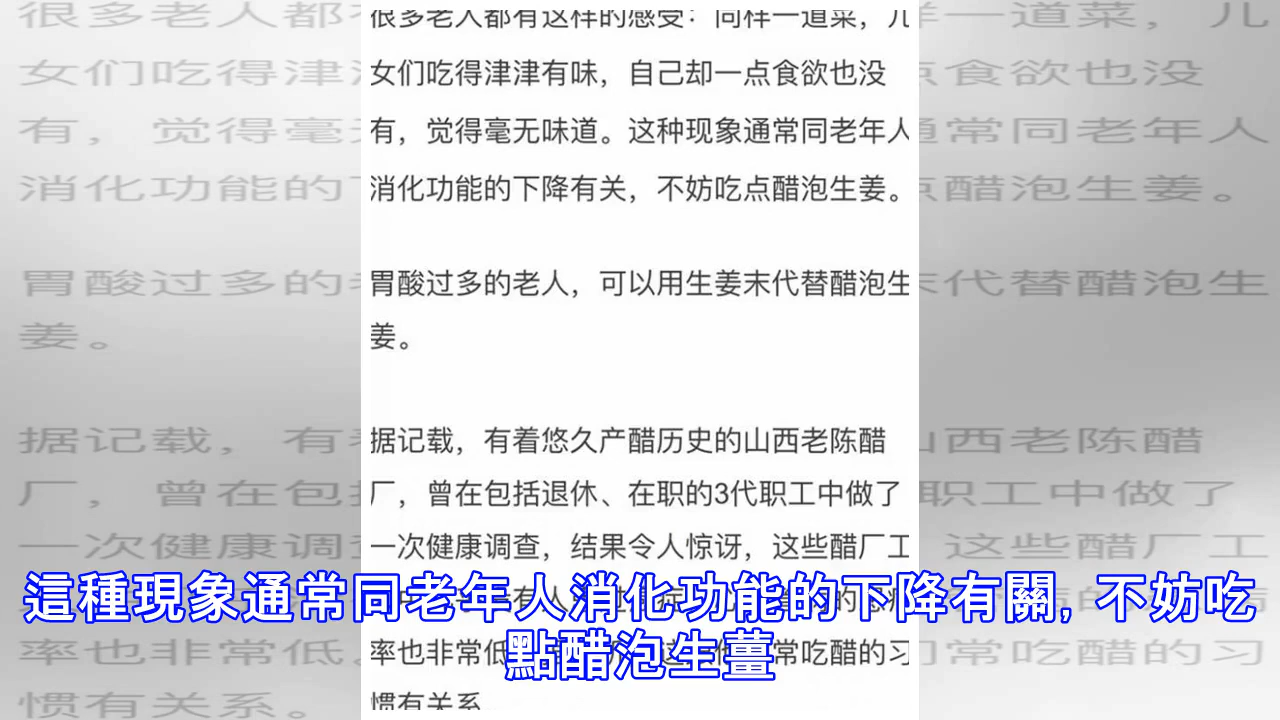 很多老人都有这样的感受：同样一道菜，儿
女们吃得津津有味，自己却一点食欲也没
有，觉得毫无味道。这种现象通常同老年人
消化功能的下降有关，不妨吃点醋泡生姜。
胃酸过多的老人，可以用生姜末代替醋泡生
姜。
据记载，有着悠久产醋历史的山西老陈醋
厂，曾在包括退休、在职的3代职工中做了
一次健康调查，结果令人惊讶，这些醋厂工
率也非常低 常吃醋的习
惯有关系。
這種現象通常同老年人消化功能的下降有關，不妨吃
點醋泡生薑